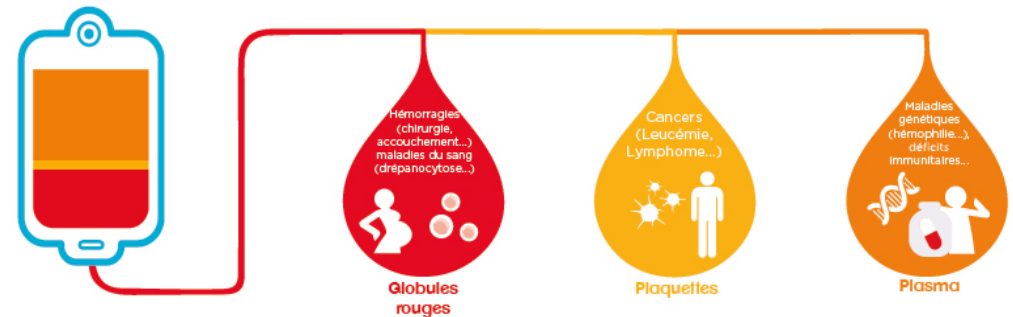 Hémorragies
(chirurgie,
accouchement...)
maladies du sang
(drépanocytose...)
Globules
rouges
Cancers
(Leucémie,
Lymphome...)
Plaquettes
Maladies
génétiques
(hémophilie...),
déficits
immunitaires...
Plasma